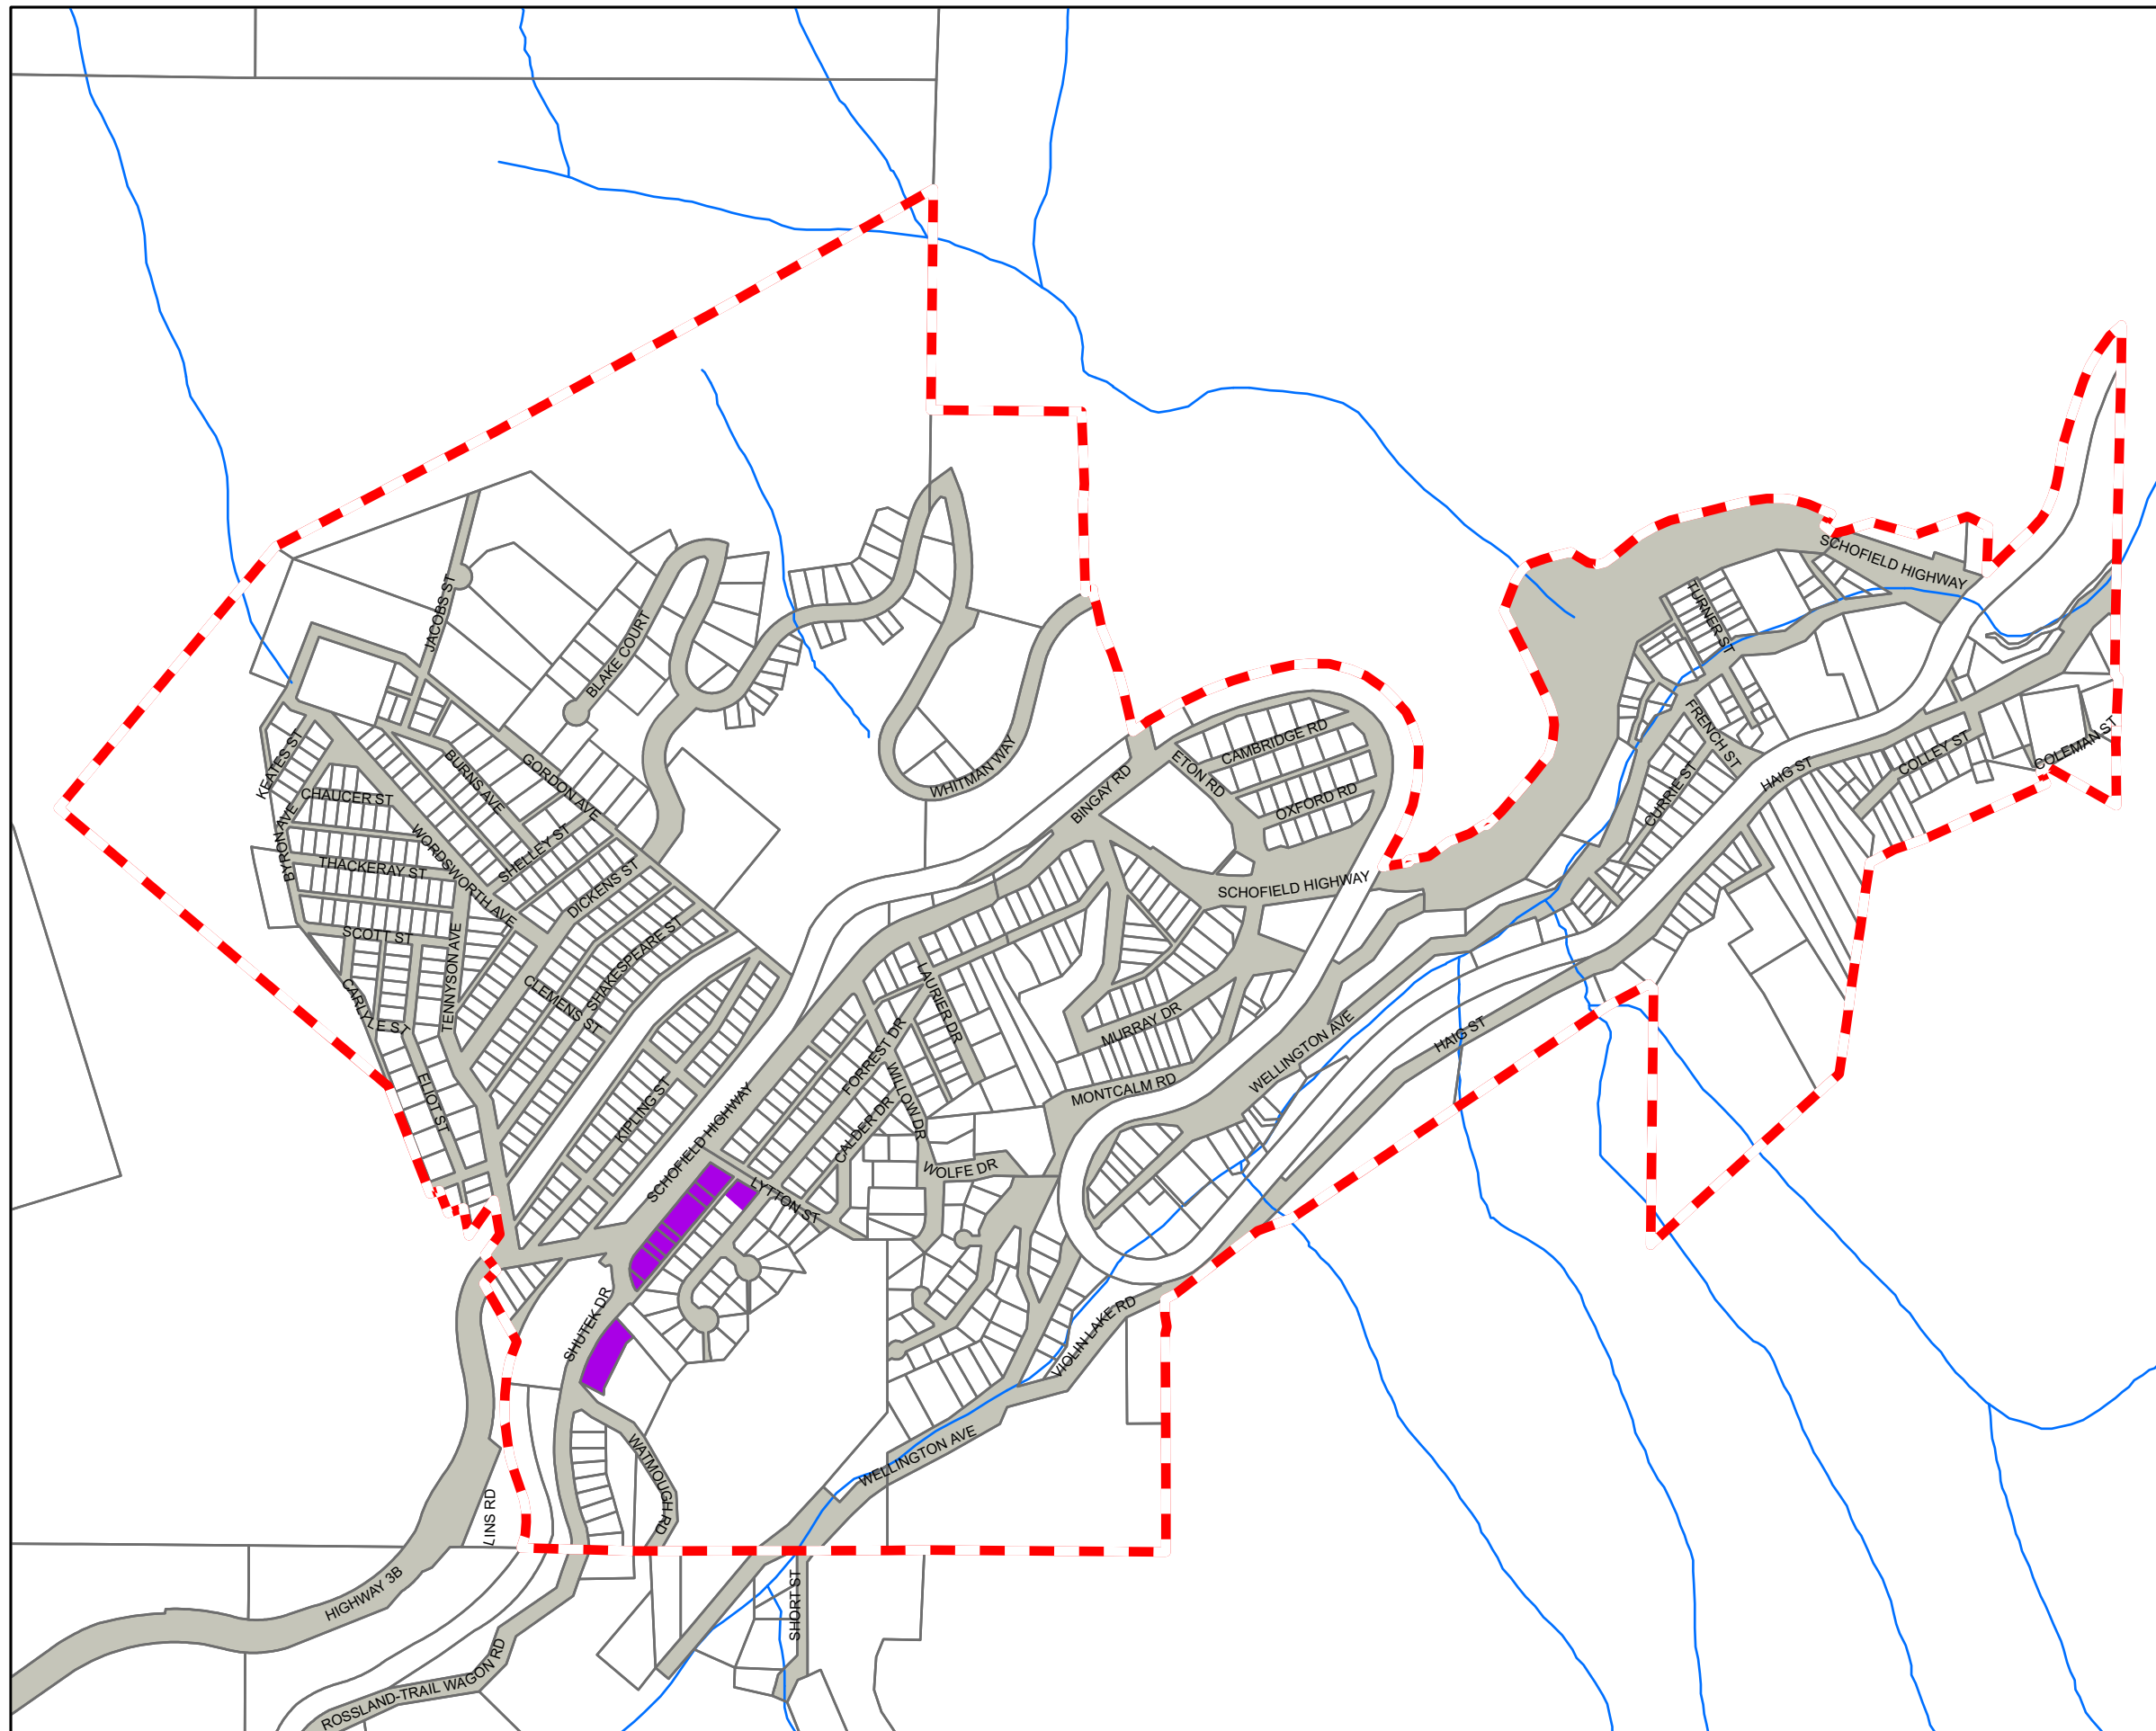 SCHOFIELD HIGHWAY
TURNER ST
JACOBS ST
BLAKE COURT
FRENCH ST
COLEMAN ST
COLLEY ST
HAIG ST
CURRIE ST
KEATES ST
CHAUCER ST
BURNS AVE
GORDON AVE
WHITMAN WAY
BINGAY RD
ETON RD
CAMBRIDGE RD
OXFORD RD
BYRON AVE
THACKERAY ST
WORDSWORTH AVE
SHELLEY ST
DICKENS ST
SCHOFIELD HIGHWAY
SCOTT ST
TENNYSON AVE
SHAKESPEARE ST
CLEMENS ST
CARLYLE ST
LAURIER DR
MURRAY DR
HAIG ST
WELLINGTON AVE
MONTCALM RD
FORREST DR
WILLOW DR
CALDER DR
KIPLING ST
ELIOT ST
SCHOFIELD HIGHWAY
WOLFE DR
LYTTON ST
SHUTEK DR
VIOLIN LAKE RD
WELLINGTON AVE
WATMOUGH RD
LINS RD
HIGHWAY 3B
SHORT ST
ROSSLAND-TRAIL WAGON RD